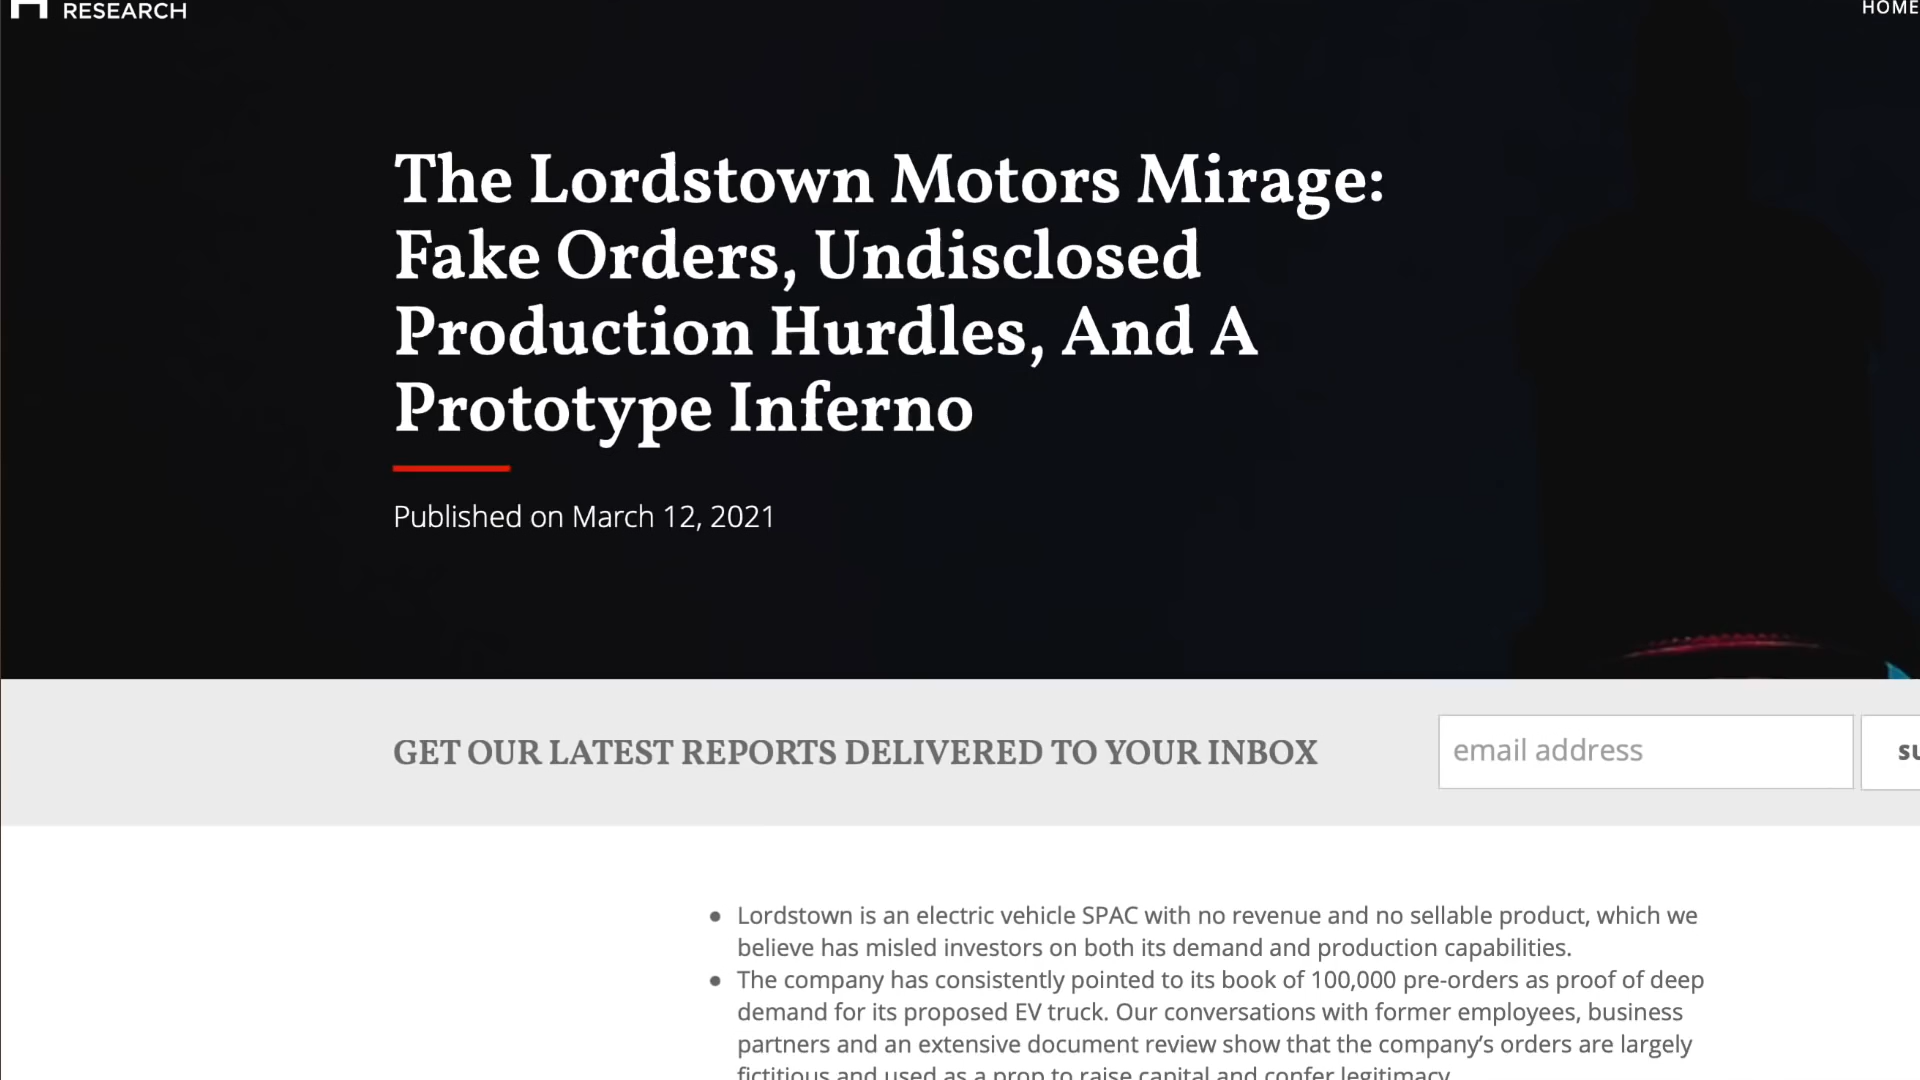 RESEARCH
HOME
The Lordstown Motors Mirage:
Fake Orders, Undisclosed
Production Hurdles, And A
Prototype Inferno
Published on March 12, 2021
GET OUR LATEST REPORTS DELIVERED TO YOUR INBOX
email address
su
• Lordstown is an electric vehicle SPAC with no revenue and no sellable product, which we
believe has misled investors on both its demand and production capabilities.
• The company has consistently pointed to its book of 100,000 pre-orders as proof of deep
demand for its proposed EV truck. Our conversations with former employees, business
partners and an extensive document review show that the company’s orders are largely
fictitious and used as a prop to raise capital and confer legitimacy.